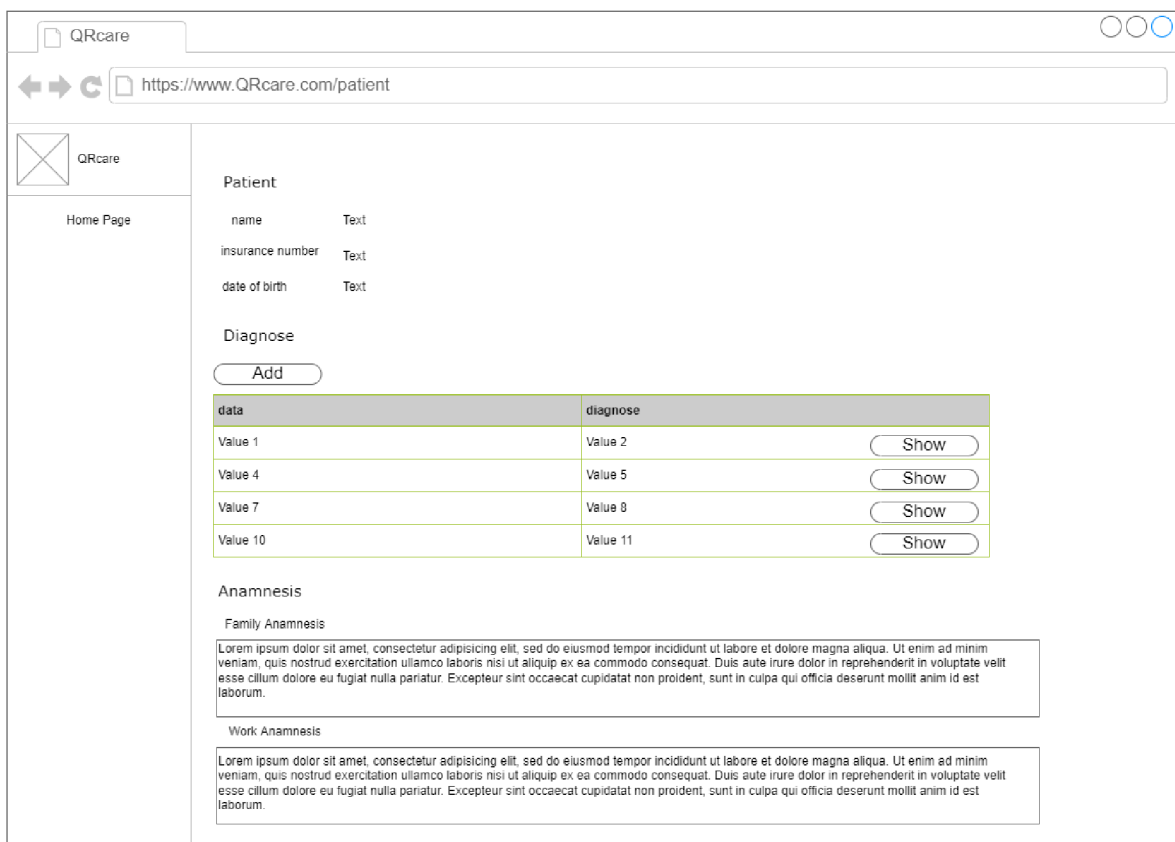 QRcare
https://www.QRcare.com/patient
QRcare
Home Page
Patient
name Text
insurance number Text
date of birth Text
Diagnose
Add
data diagnose
Value 1 Value 2 Show
Value 4 Value 5 Show
Value 7 Value 8 Show
Value 10 Value 11 Show
Anamnesis
Family Anamnesis
Lorem ipsum dolor sit amet, consectetur adipisicing elit, sed do eiusmod tempor incididunt ut labore et dolore magna aliqua. Ut enim ad minim
veniam, quis nostrud exercitation ullamco laboris nisi ut aliquip ex ea commodo consequat. Duis aute irure dolor in reprehenderit in voluptate velit
esse cillum dolore eu fugiat nulla pariatur. Excepteur sint occaecat cupidatat non proident, sunt in culpa qui officia deserunt mollit anim id est
laborum.
Work Anamnesis
Lorem ipsum dolor sit amet, consectetur adipisicing elit, sed do eiusmod tempor incididunt ut labore et dolore magna aliqua. Ut enim ad minim
veniam, quis nostrud exercitation ullamco laboris nisi ut aliquip ex ea commodo consequat. Duis aute irure dolor in reprehenderit in voluptate velit
esse cillum dolore eu fugiat nulla pariatur. Excepteur sint occaecat cupidatat non proident, sunt in culpa qui officia deserunt mollit anim id est
laborum.